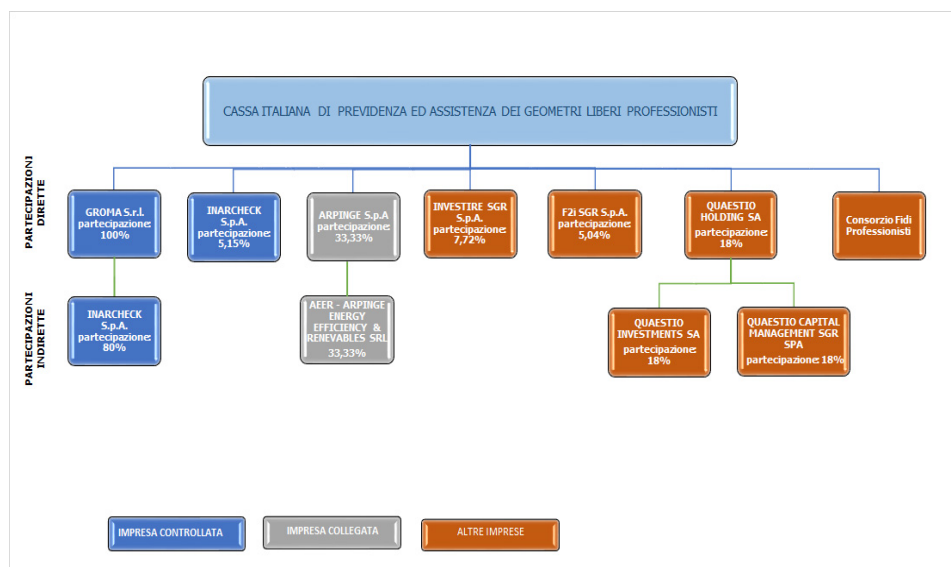 CASSA ITALIANA DI PREVIDENZA ED ASSISTENZA DEI GEOMETRI LIBERI PROFESSIONISTI
PARTECIPAZIONI
DIRETTE
GROMA S.r.l.
partecipazione:
100%
INARCHECK
S.p.A.
partecipazione:
5,15%
ARPINGE S.p.A
partecipazione:
33,33%
INVESTIRE SGR
S.p.A.
partecipazione:
7,72%
F2i SGR S.p.A.
partecipazione:
5,04%
QUAESTIO
HOLDING SA
partecipazione:
18%
Consorzio Fidi
Professionisti
PARTECIPAZIONI
INDIRETTE
INARCHECK
S.p.A.
partecipazione:
80%
AEER - ARPINGE
ENERGY
EFFICIENCY &
RENEVABLES SRL
33,33%
QUAESTIO
INVESTMENTS SA
partecipazione:
18%
QUAESTIO CAPITAL
MANAGEMENT SGR
SPA
partecipazione: 18%
IMPRESA CONTROLLATA
IMPRESA COLLEGATA
ALTRE IMPRESE